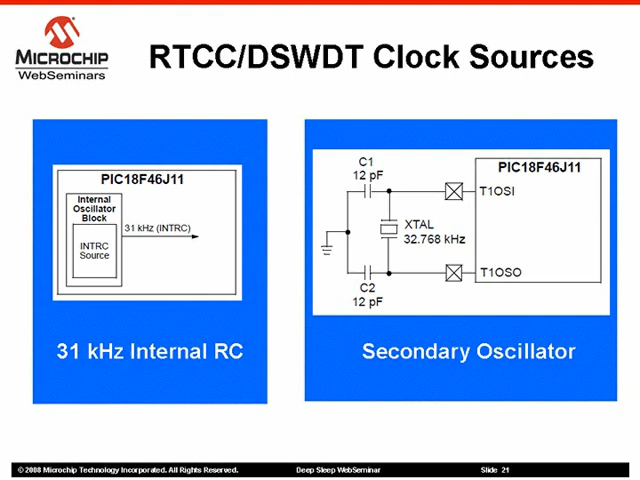 MICROCHIP
WebSeminars
RTCC/DSWDT Clock Sources
PIC18F46J11
Internal
Oscillator
Block
INTRC
Source
31 kHz (INTRC)
31 kHz Internal RC
C1
12 pF
XTAL
32.768 kHz
C2
12 pF
PIC18F46J11
T1OSI
T1OSO
Secondary Oscillator
© 2008 Microchip Technology Incorporated. All Rights Reserved.
Deep Sleep WebSeminar
Slide 21